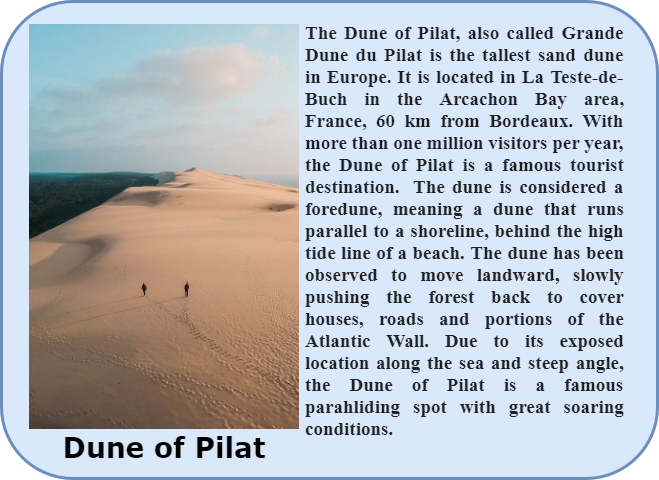 The Dune of Pilat, also called Grande
Dune du Pilat is the tallest sand dune
in Europe. It is located in La Teste-de-
Buch in the Arcachon Bay area,
France, 60 km from Bordeaux. With
more than one million visitors per year,
the Dune of Pilat is a famous tourist
destination. The dune is considered a
foredune, meaning a dune that runs
parallel to a shoreline, behind the high
tide line of a beach. The dune has been
observed to move landward, slowly
pushing the forest back to cover
houses, roads and portions of the
Atlantic Wall. Due to its exposed
location along the sea and steep angle,
the Dune of Pilat is a famous
parahliding spot with great soaring
conditions.
Dune of Pilat